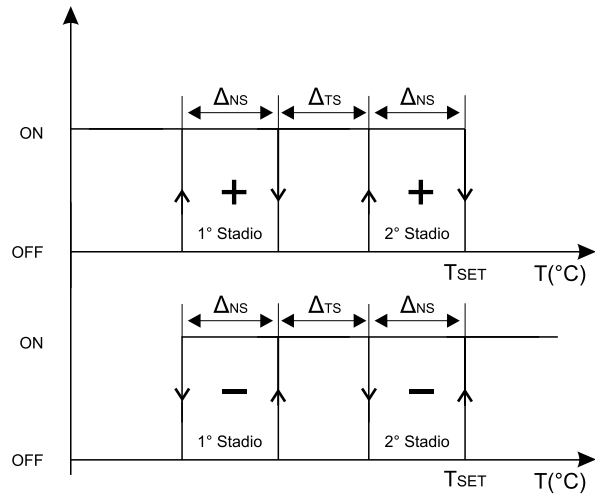 ΔNS ΔTS ΔNS
ON
+ +
1° Stadio 2° Stadio
OFF
TSET T(°C)
ΔNS ΔTS ΔNS
ON
− −
1° Stadio 2° Stadio
OFF
TSET T(°C)